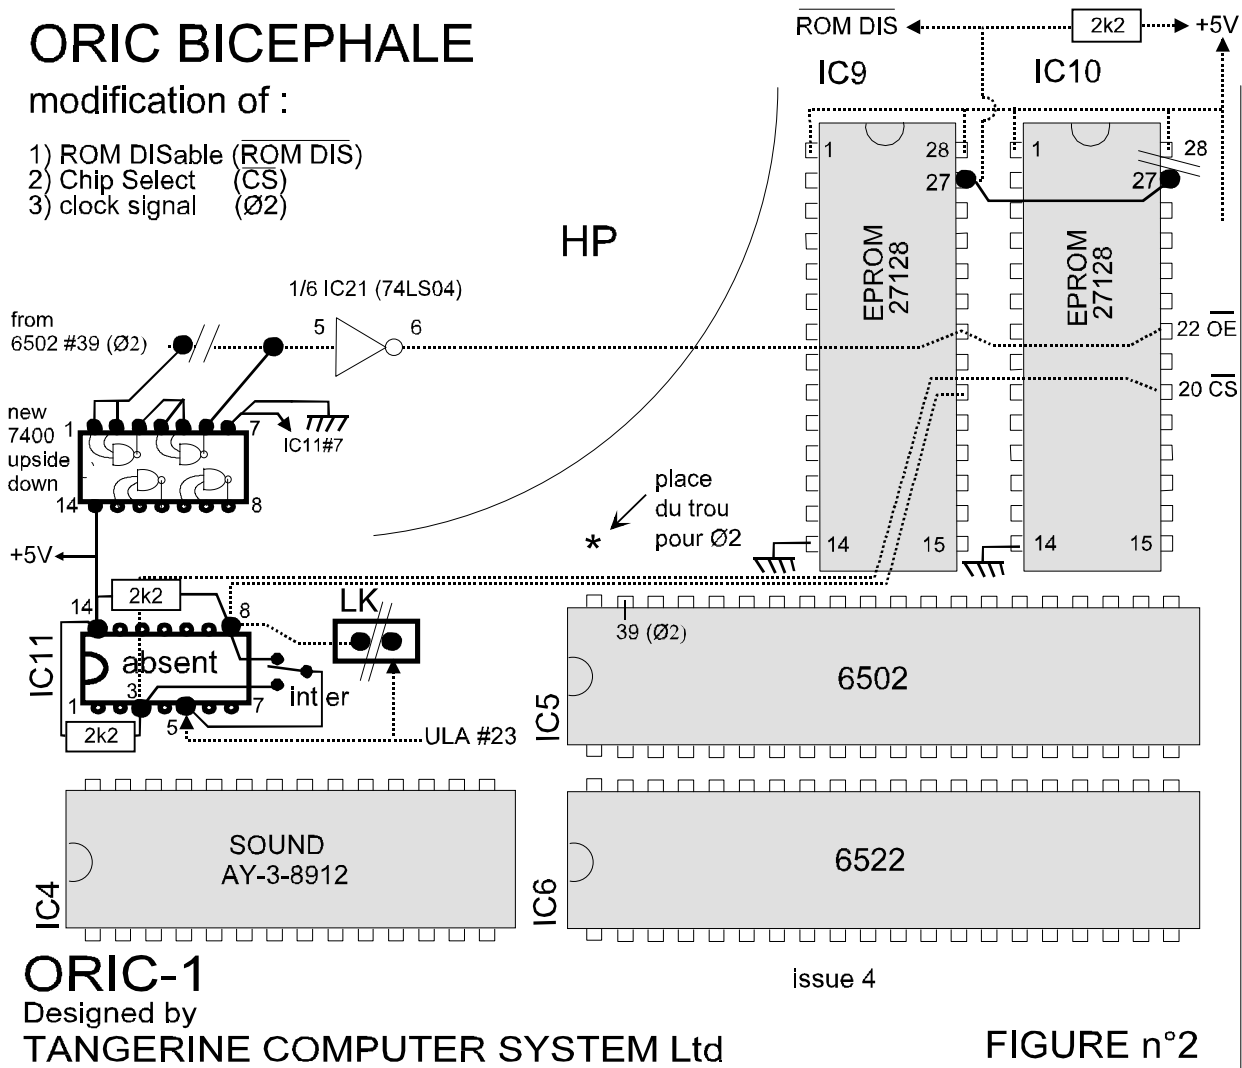 ORIC BICEPHALE
modification of :
1) ROM DISable (ROM DIS)
2) Chip Select (CS)
3) clock signal (Ø2)
ROM DIS
2k2
+5V
IC9
IC10
1
28
27
1
28
27
EPROM
27128
EPROM
27128
HP
1/6 IC21 (74LS04)
from
6502 #39 (Ø2)
5
6
22 OE
20 CS
new
7400
upside
down
1
7
IC11#7
14
8
place
du trou
pour Ø2
*
14
15
14
15
+5V
2k2
14
8
LK
39 (Ø2)
IC11
absent
inter
1
3
5
7
2k2
ULA #23
IC5
6502
IC4
SOUND
AY-3-8912
IC6
6522
ORIC-1
Designed by
TANGERINE COMPUTER SYSTEM Ltd
issue 4
FIGURE n°2